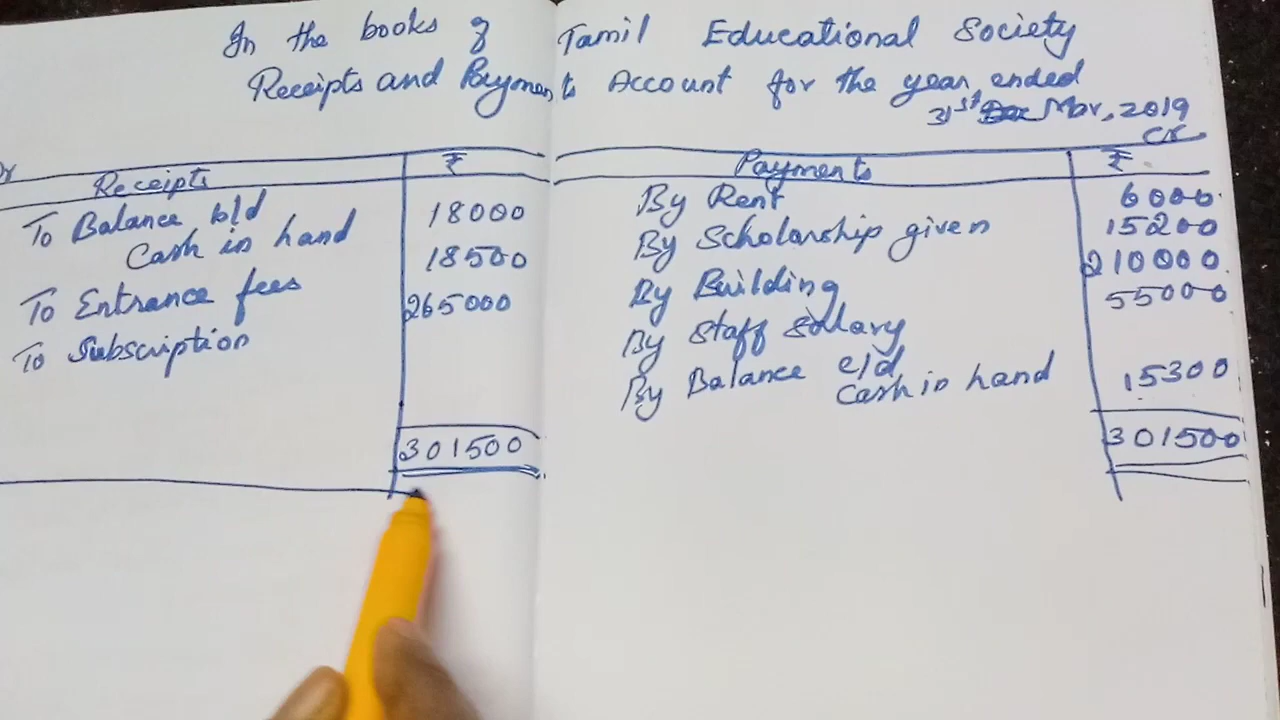 In the books of Tamil Educational Society
Receipts and Payments Account for the year ended
31st Mar, 2019
Dr
Cr
Receipts ₹
To Balance b/d
Cash in hand 18000
To Entrance fees 18500
To Subscription 265000
301500
Payments ₹
By Rent 6000
By Scholarship given 15200
By Building 210000
By Staff Salary 55000
By Balance c/d
Cash in hand 15300
301500